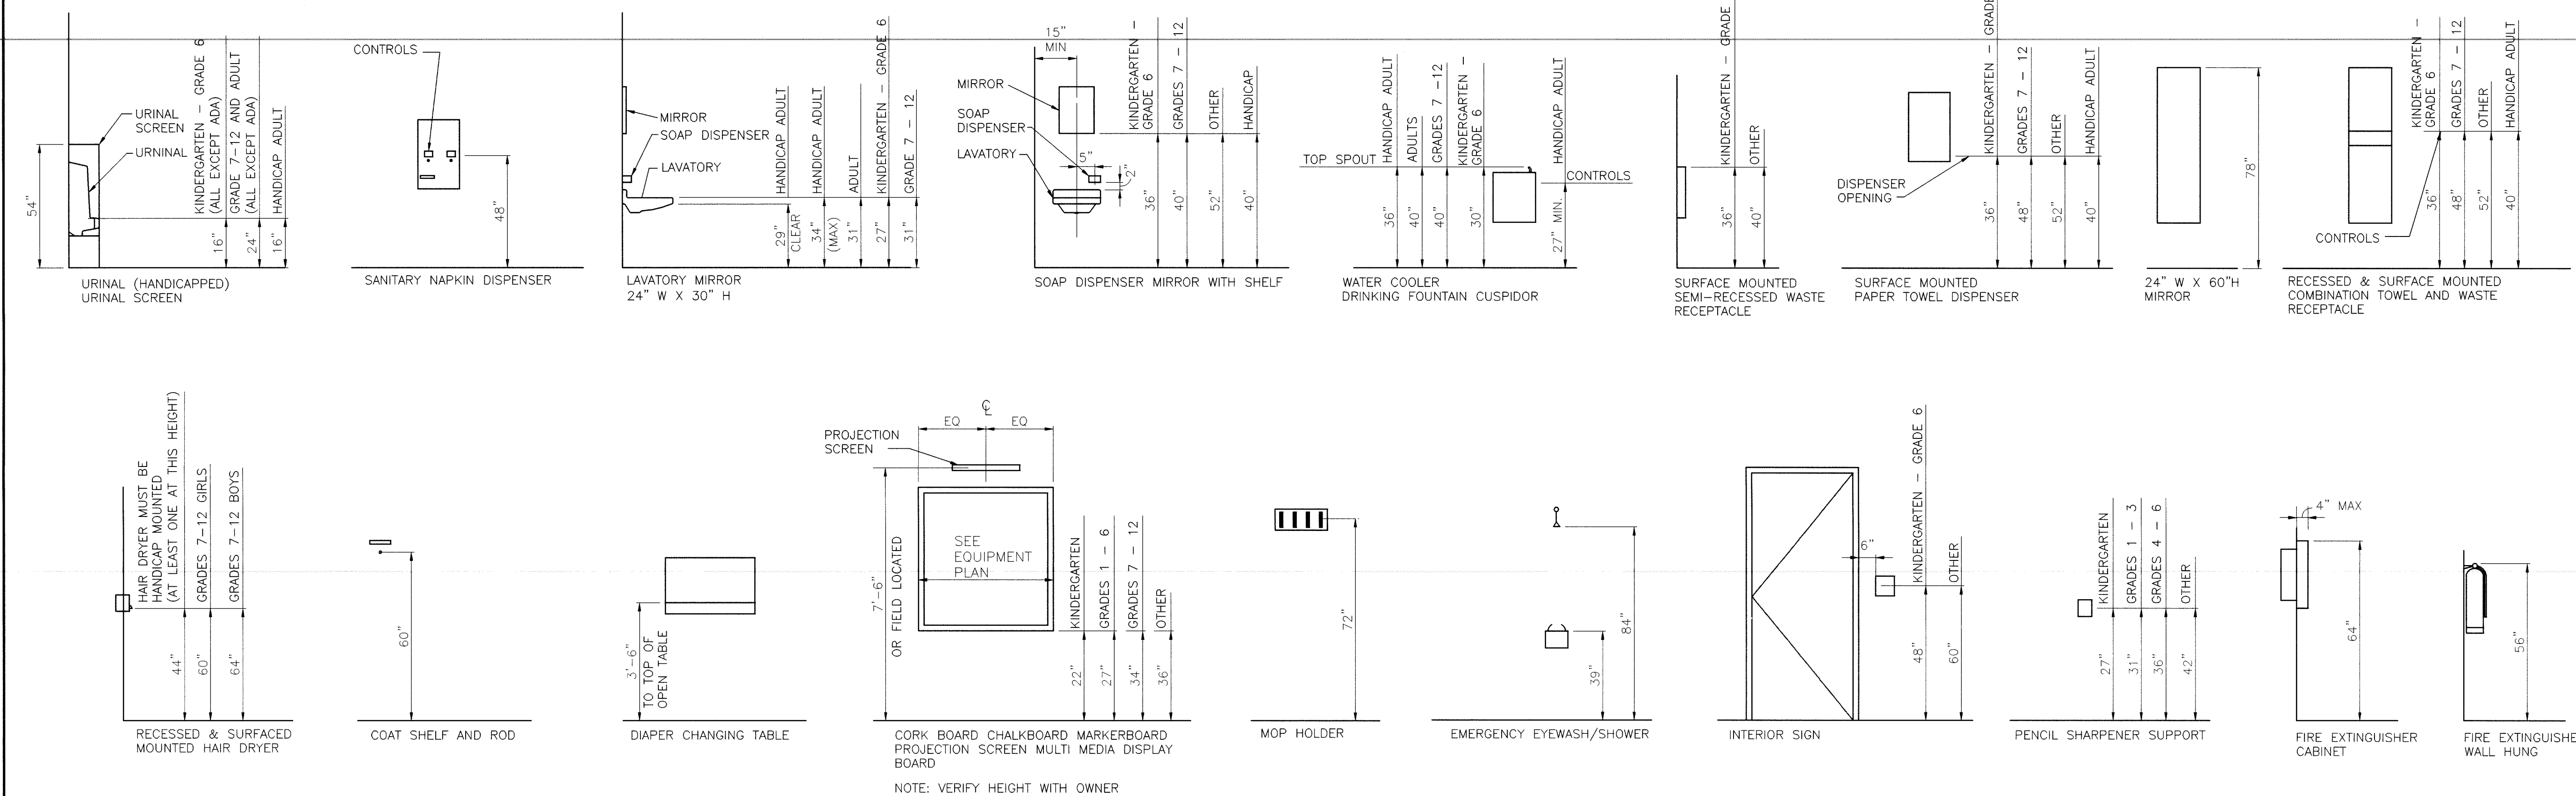 54"
URINAL
SCREEN
URNINAL
KINDERGARTEN - GRADE 6
(ALL EXCEPT ADA)
GRADE 7-12 AND ADULT
(ALL EXCEPT ADA)
HANDICAP ADULT
16"
24"
16"
URINAL (HANDICAPPED)
URINAL SCREEN
CONTROLS
48"
SANITARY NAPKIN DISPENSER
MIRROR
SOAP DISPENSER
LAVATORY
HANDICAP ADULT
HANDICAP ADULT
ADULT
KINDERGARTEN - GRADE 6
GRADE 7 - 12
29"
CLEAR
34"
(MAX)
31"
27"
31"
LAVATORY MIRROR
24" W X 30" H
15"
MIN
MIRROR
SOAP
DISPENSER
LAVATORY
5"
2"
KINDERGARTEN -
GRADE 6
GRADES 7 - 12
OTHER
HANDICAP
36"
40"
52"
40"
SOAP DISPENSER MIRROR WITH SHELF
TOP SPOUT
HANDICAP ADULT
ADULTS
GRADES 7 -12
KINDERGARTEN -
GRADE 6
HANDICAP ADULT
CONTROLS
36"
40"
40"
30"
27" MIN.
WATER COOLER
DRINKING FOUNTAIN CUSPIDOR
KINDERGARTEN - GRADE
OTHER
36"
40"
SURFACE MOUNTED
SEMI-RECESSED WASTE
RECEPTACLE
DISPENSER
OPENING
KINDERGARTEN - GRADE
GRADES 7 - 12
OTHER
HANDICAP ADULT
36"
48"
52"
40"
SURFACE MOUNTED
PAPER TOWEL DISPENSER
78"
24" W X 60"H
MIRROR
KINDERGARTEN -
GRADE 6
GRADES 7 - 12
OTHER
HANDICAP ADULT
CONTROLS
36"
48"
52"
40"
RECESSED & SURFACE MOUNTED
COMBINATION TOWEL AND WASTE
RECEPTACLE
HAIR DRYER MUST BE
HANDICAP MOUNTED
(AT LEAST ONE AT THIS HEIGHT)
GRADES 7-12 GIRLS
GRADES 7-12 BOYS
44"
60"
64"
RECESSED & SURFACED
MOUNTED HAIR DRYER
60"
COAT SHELF AND ROD
3'-6"
TO TOP OF
OPEN TABLE
DIAPER CHANGING TABLE
PROJECTION
SCREEN
EQ
EQ
7'-6"
OR FIELD LOCATED
SEE
EQUIPMENT
PLAN
KINDERGARTEN
GRADES 1 - 6
GRADES 7 - 12
OTHER
22"
27"
34"
36"
CORK BOARD CHALKBOARD MARKERBOARD
PROJECTION SCREEN MULTI MEDIA DISPLAY
BOARD
NOTE: VERIFY HEIGHT WITH OWNER
72"
MOP HOLDER
39"
84"
EMERGENCY EYEWASH/SHOWER
6"
KINDERGARTEN - GRADE 6
OTHER
48"
60"
INTERIOR SIGN
KINDERGARTEN
GRADES 1 - 3
GRADES 4 - 6
OTHER
27"
31"
36"
42"
PENCIL SHARPENER SUPPORT
4" MAX
64"
FIRE EXTINGUISHER
CABINET
56"
FIRE EXTINGUISHE
WALL HUNG